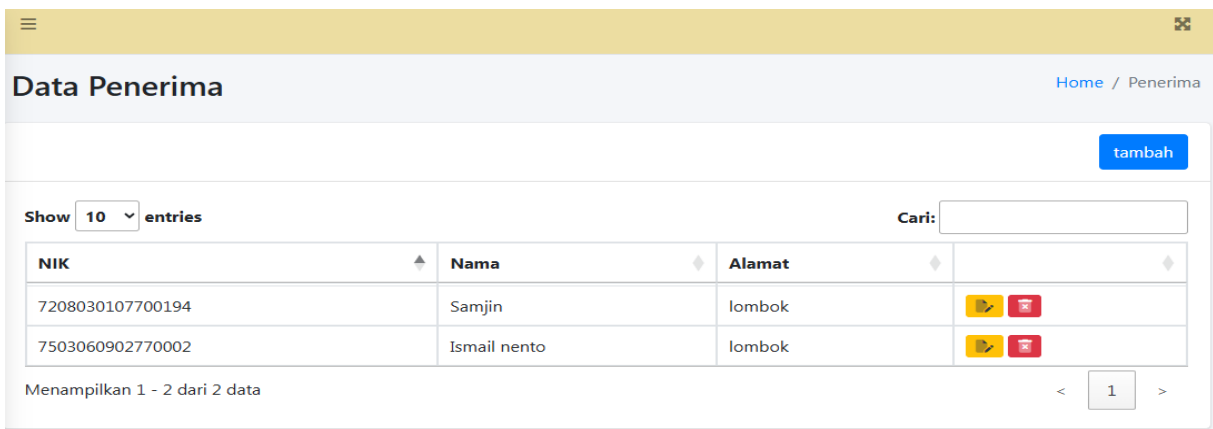 Data Penerima
Home / Penerima
tambah
Show 10 entries
Cari:
NIK Nama Alamat
7208030107700194 Samjin lombok
7503060902770002 Ismail nento lombok
Menampilkan 1 - 2 dari 2 data
< 1 >